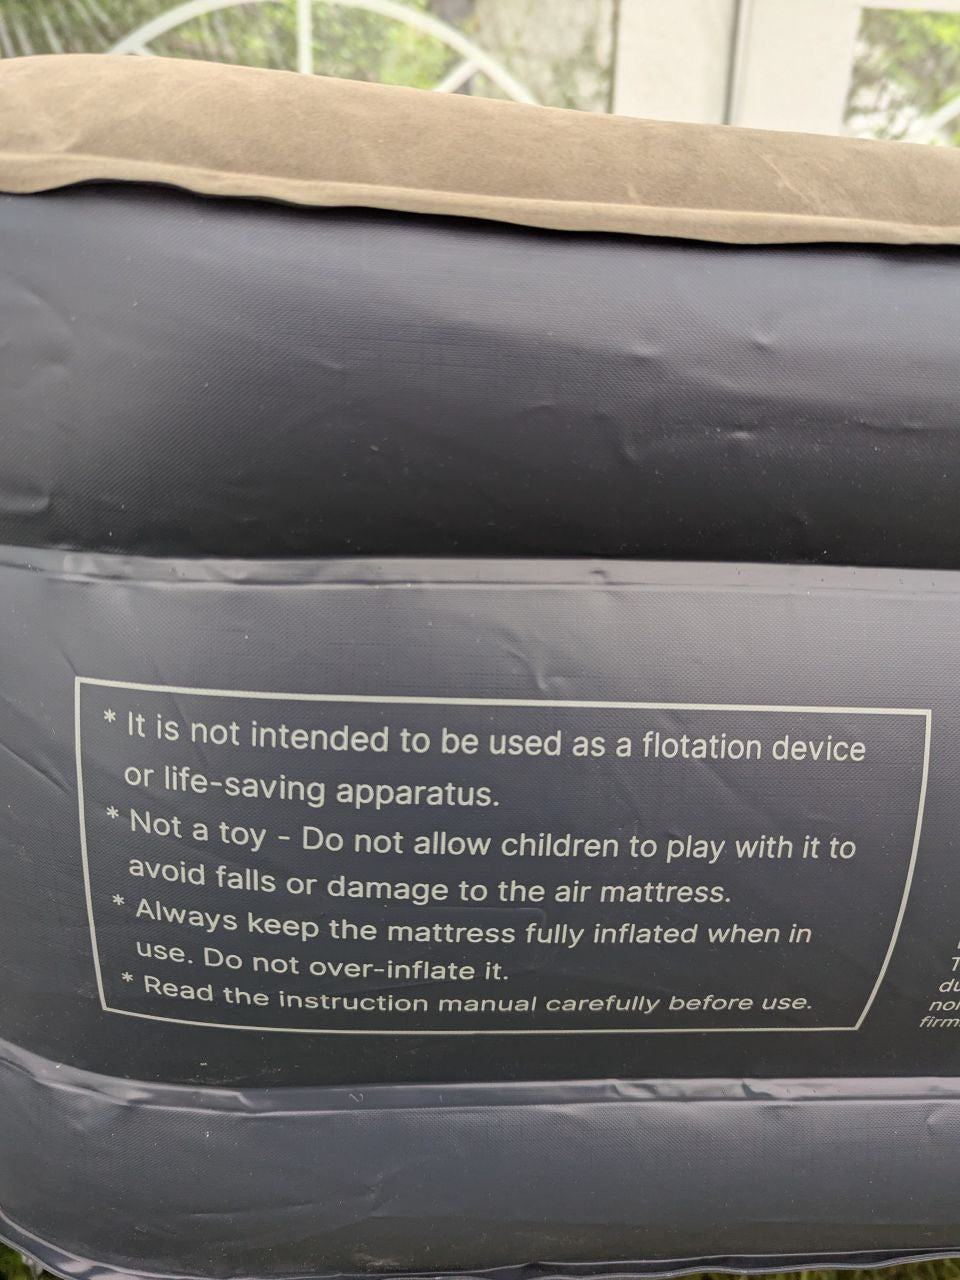 * It is not intended to be used as a flotation device
or life-saving apparatus.
* Not a toy - Do not allow children to play with it to
avoid falls or damage to the air mattress.
* Always keep the mattress fully inflated when in
use. Do not over-inflate it.
* Read the instruction manual carefully before use.